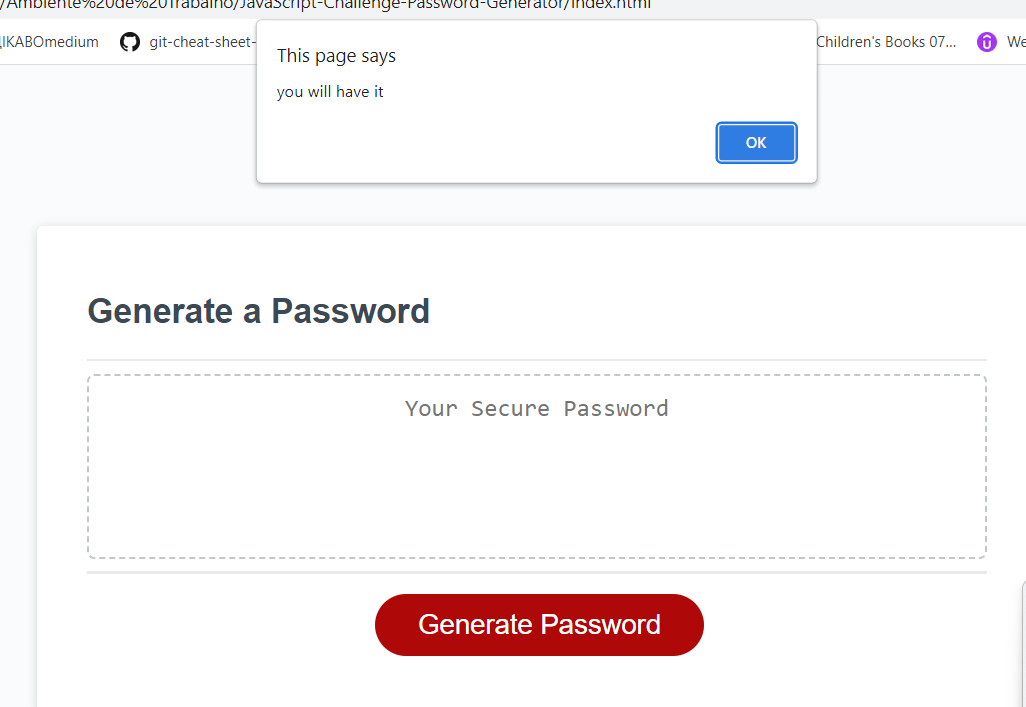 /Ambiente%20de%20Trabalho/JavaScript-Challenge-Password-Generator/index.html
IKABOmedium git-cheat-sheet- Children's Books 07... We
This page says
you will have it
OK
Generate a Password
Your Secure Password
Generate Password